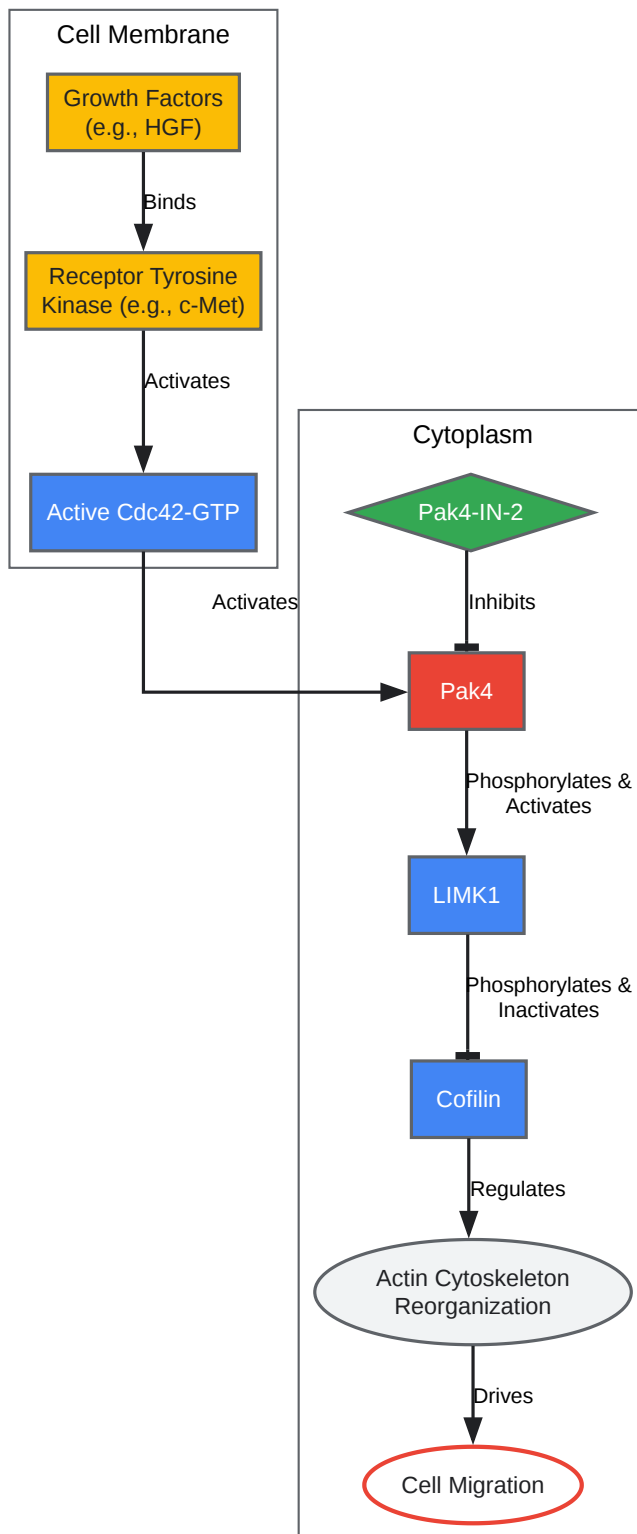 Cell Membrane
Growth Factors
(e.g., HGF)
Binds
Receptor Tyrosine
Kinase (e.g., c-Met)
Activates
Active Cdc42-GTP
Activates
Cytoplasm
Pak4-IN-2
Inhibits
Pak4
Phosphorylates &
Activates
LIMK1
Phosphorylates &
Inactivates
Cofilin
Regulates
Actin Cytoskeleton
Reorganization
Drives
Cell Migration